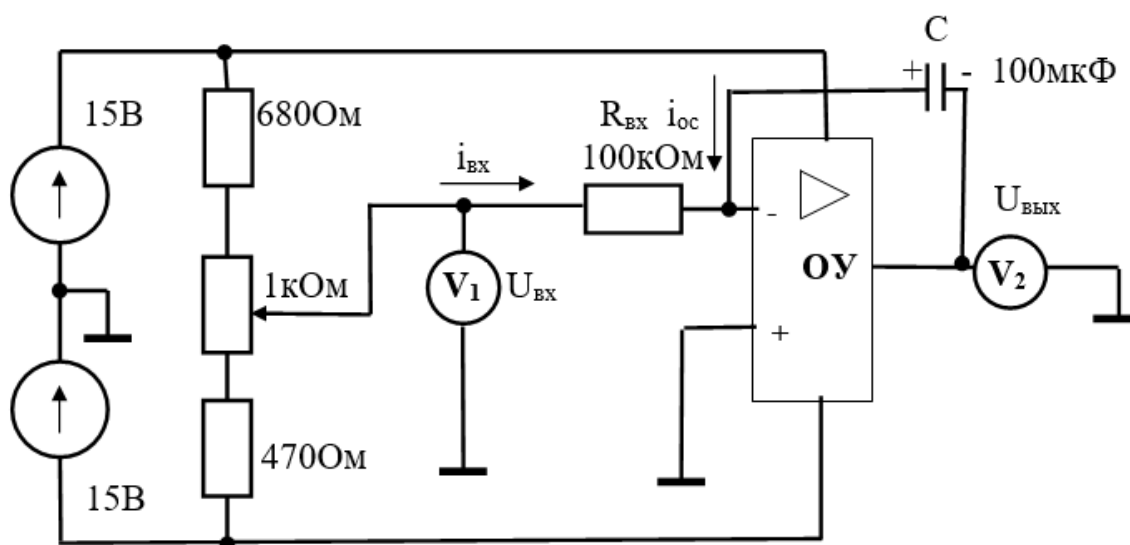 C
+ - 100мкФ
15В
680Ом
Rвх iос
100кОм
iвх
-
Uвых
ОУ
V2
1кОм
V1 Uвх
+
470Ом
15В